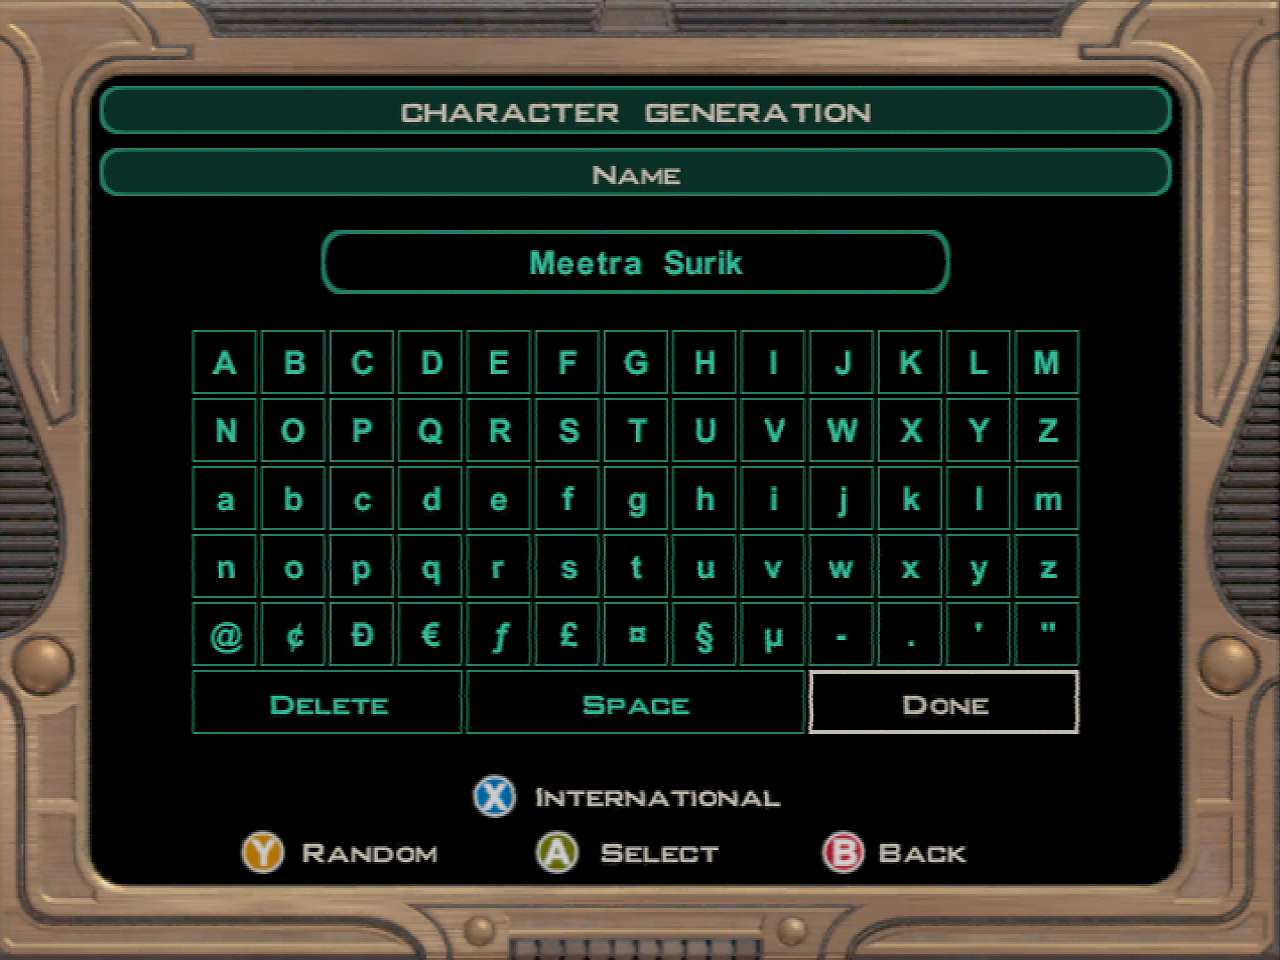 CHARACTER GENERATION
NAME
Meetra Surik
A B C D E F G H I J K L M
N O P Q R S T U V W X Y Z
a b c d e f g h i j k l m
n o p q r s t u v w x y z
@ ¢ Ð € ƒ £ ¤ § µ - . ' "
DELETE SPACE DONE
X INTERNATIONAL
Y RANDOM A SELECT B BACK